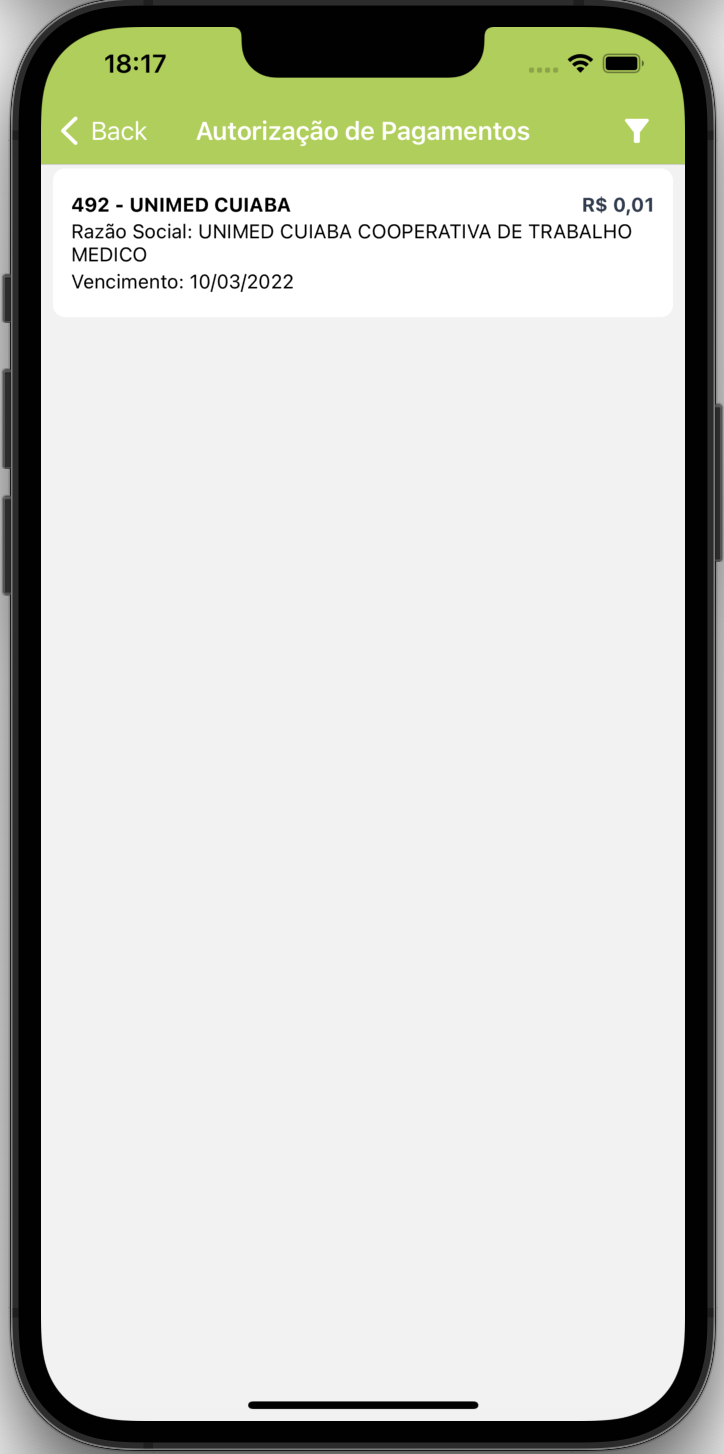 18:17
Back
Autorização de Pagamentos
492 - UNIMED CUIABA
R$ 0,01
Razão Social: UNIMED CUIABA COOPERATIVA DE TRABALHO
MEDICO
Vencimento: 10/03/2022